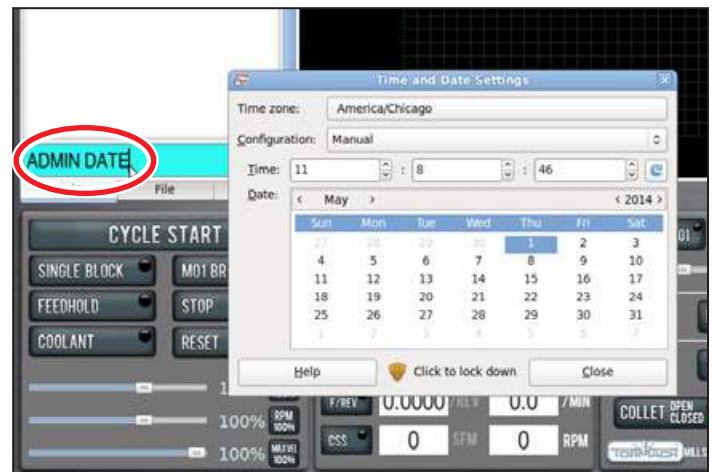 Time and Date Settings
Time zone: America/Chicago
Configuration: Manual
ADMIN DATE
Time: 11 : 8 : 46
File
Date: < May > < 2014 >
Sun Mon Tue Wed Thu Fri Sat
27 28 29 30 1 2 3
4 5 6 7 8 9 10
11 12 13 14 15 16 17
18 19 20 21 22 23 24
25 26 27 28 29 30 31
1 2 3 4 5 6 7
CYCLE START
SINGLE BLOCK M01 BR
FEEDHOLD STOP
COOLANT RESET
Help Click to lock down Close
F/REV 0.0000 /REV 0.0 /MIN
COLLET OPEN CLOSED
100% RPM 100%
CSS 0 SFM 0 RPM
100% MAXVEL 100%
TORMACH MILLS